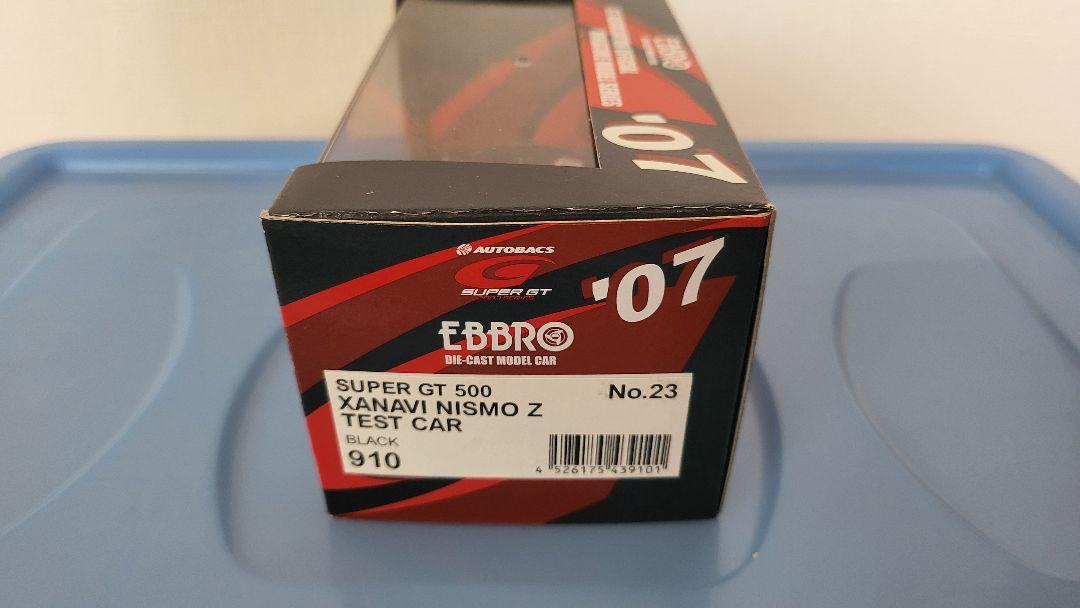 EBBRO
'07
AUTOBACS
SUPER GT
'07
EBBRO
DIE-CAST MODEL CAR
SUPER GT 500 No.23
XANAVI NISMO Z
TEST CAR
BLACK
910
4 526175 439101